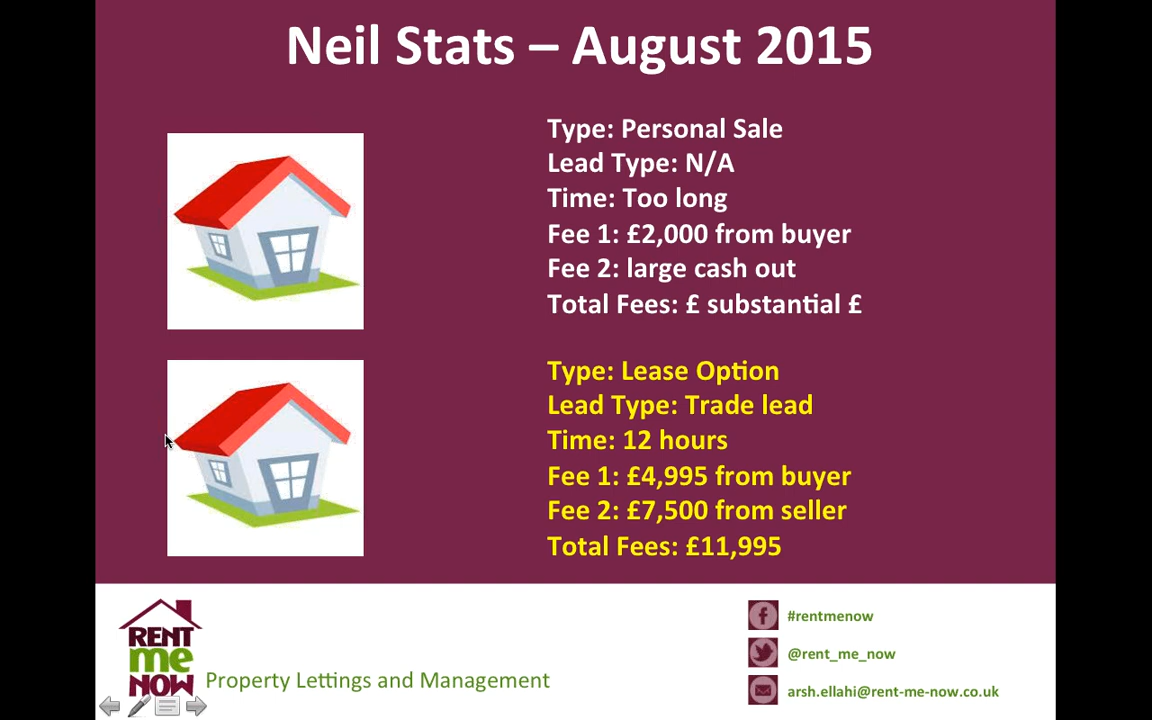 Neil Stats – August 2015
Type: Personal Sale
Lead Type: N/A
Time: Too long
Fee 1: £2,000 from buyer
Fee 2: large cash out
Total Fees: £ substantial £
Type: Lease Option
Lead Type: Trade lead
Time: 12 hours
Fee 1: £4,995 from buyer
Fee 2: £7,500 from seller
Total Fees: £11,995
RENT
me
NOW
Property Lettings and Management
#rentmenow
@rent_me_now
arsh.ellahi@rent-me-now.co.uk